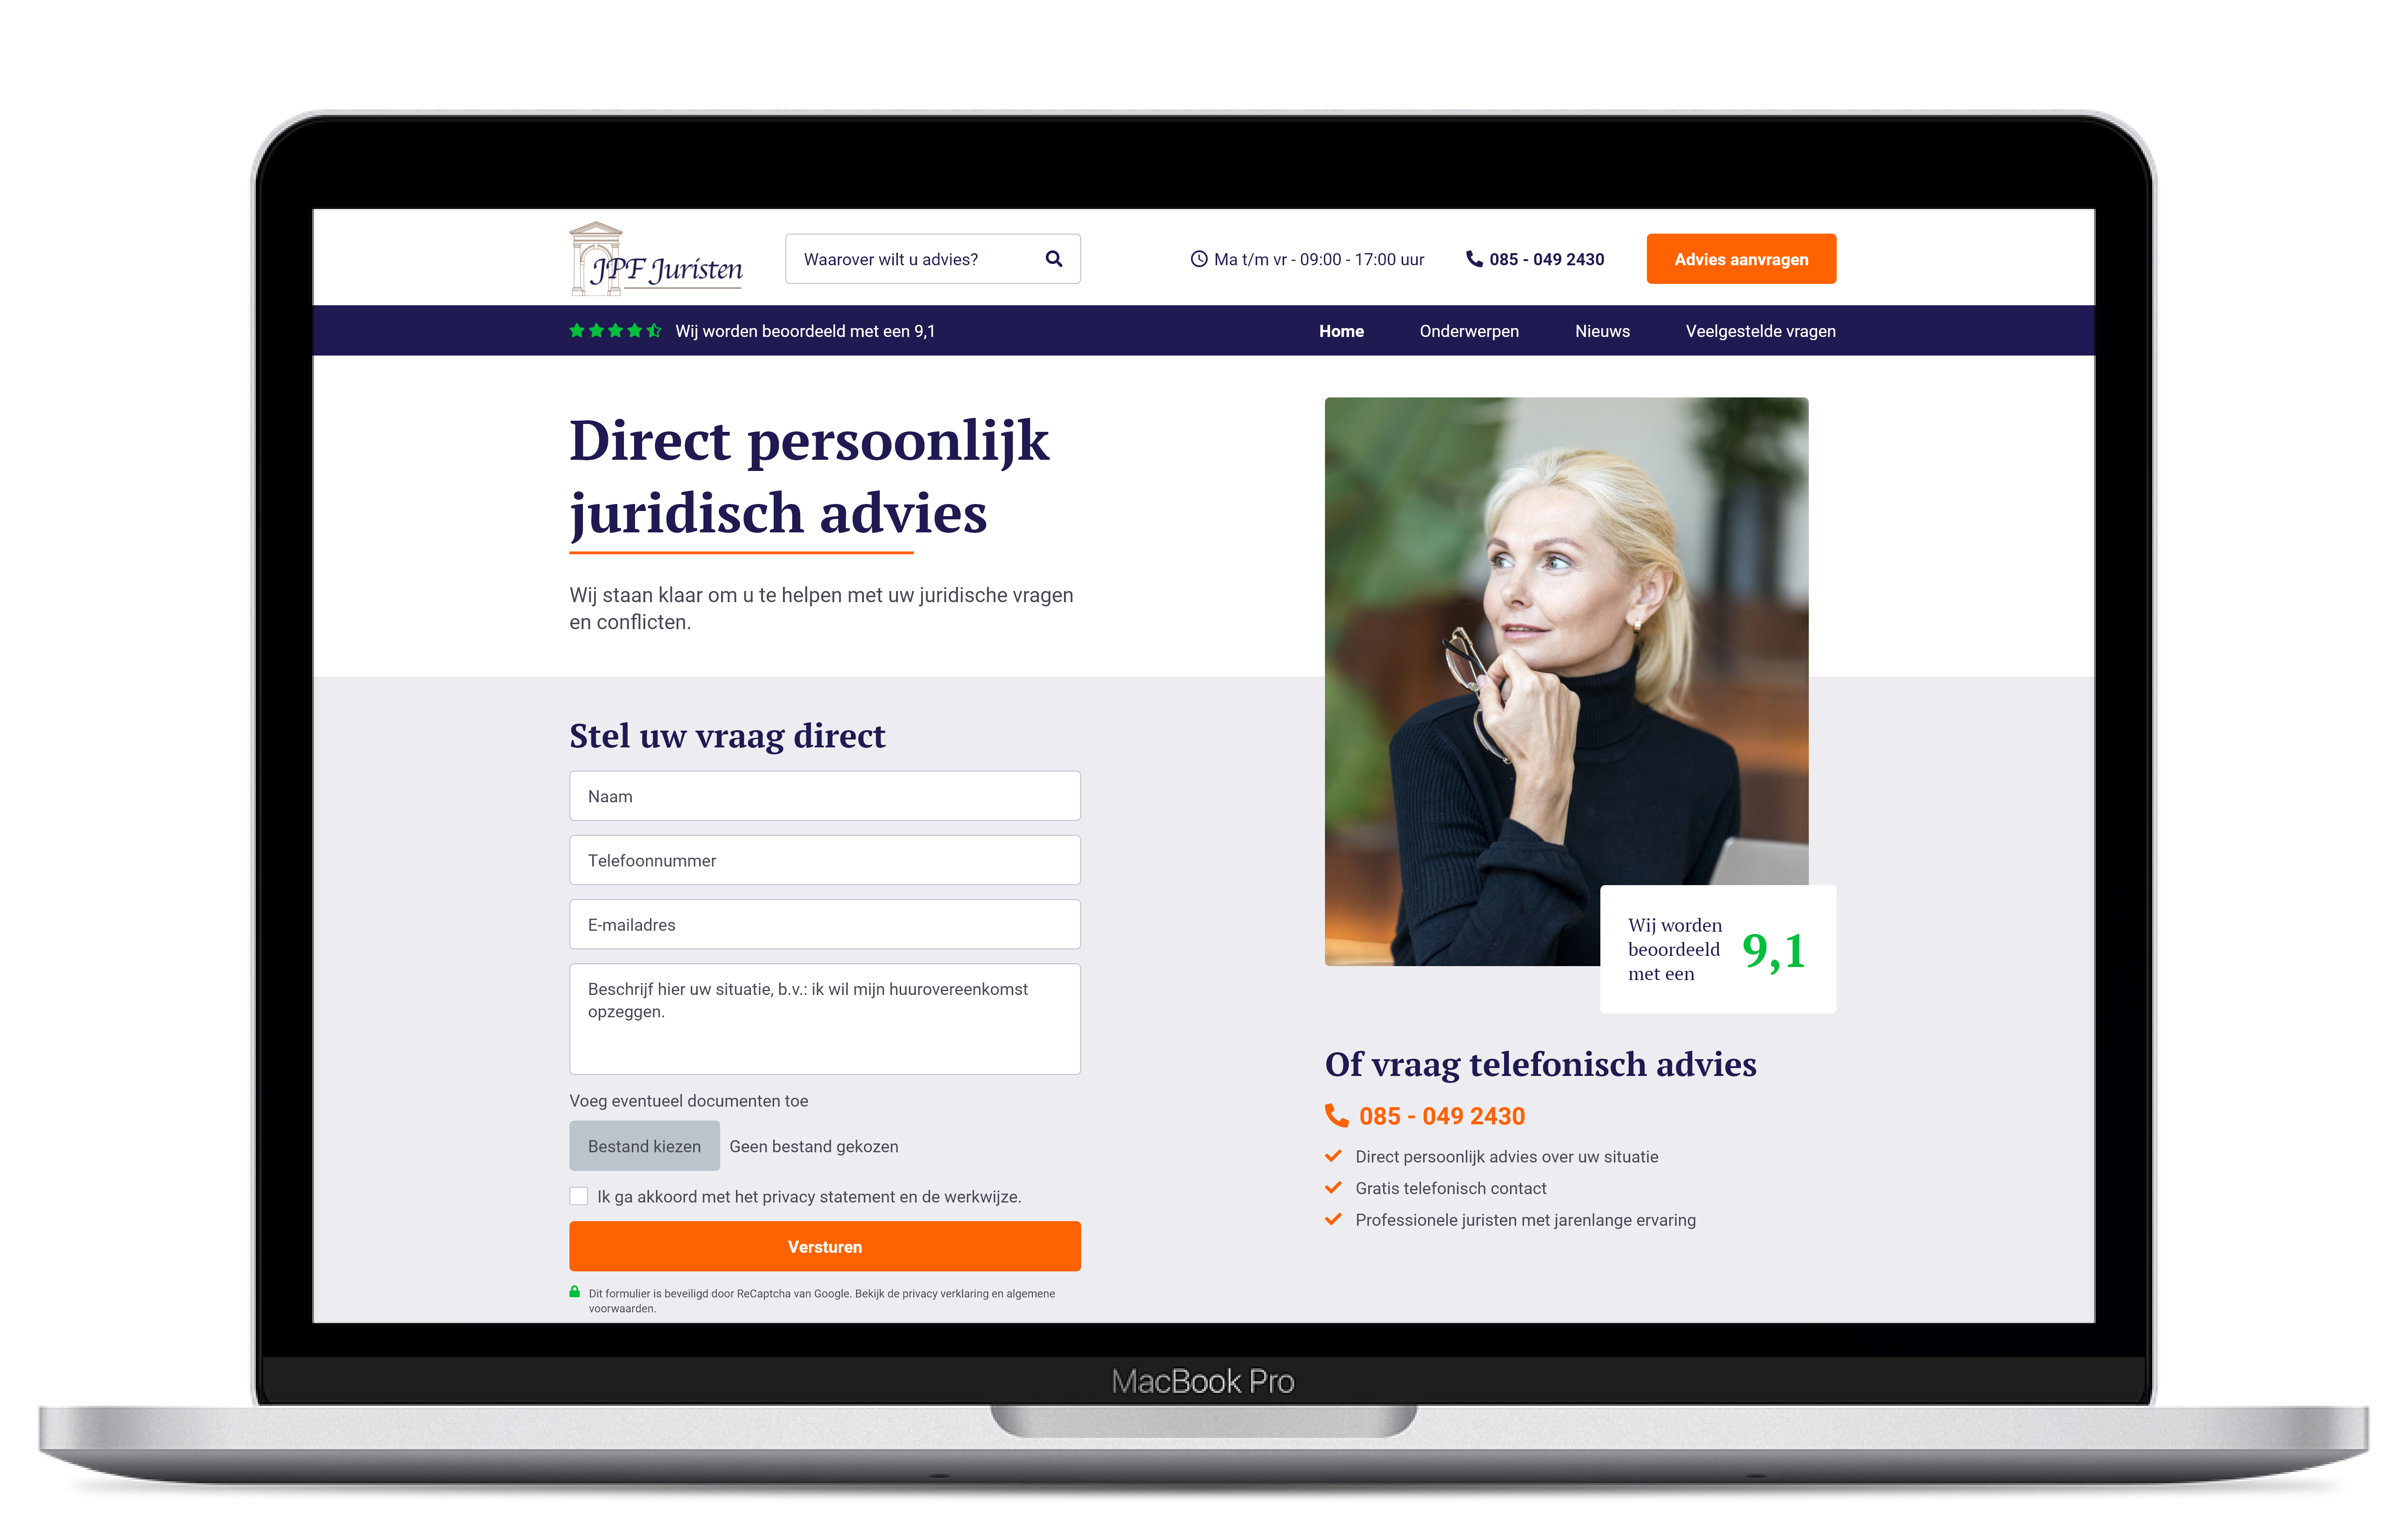 JPF Juristen
Waarover wilt u advies?
Ma t/m vr - 09:00 - 17:00 uur
085 - 049 2430
Advies aanvragen
Wij worden beoordeeld met een 9,1
Home
Onderwerpen
Nieuws
Veelgestelde vragen
Direct persoonlijk
juridisch advies
Wij staan klaar om u te helpen met uw juridische vragen
en conflicten.
Stel uw vraag direct
Naam
Telefoonnummer
E-mailadres
Beschrijf hier uw situatie, b.v.: ik wil mijn huurovereenkomst
opzeggen.
Voeg eventueel documenten toe
Bestand kiezen
Geen bestand gekozen
Ik ga akkoord met het privacy statement en de werkwijze.
Versturen
Dit formulier is beveiligd door ReCaptcha van Google. Bekijk de privacy verklaring en algemene
voorwaarden.
Wij worden
beoordeeld
met een
9,1
Of vraag telefonisch advies
085 - 049 2430
Direct persoonlijk advies over uw situatie
Gratis telefonisch contact
Professionele juristen met jarenlange ervaring
MacBook Pro